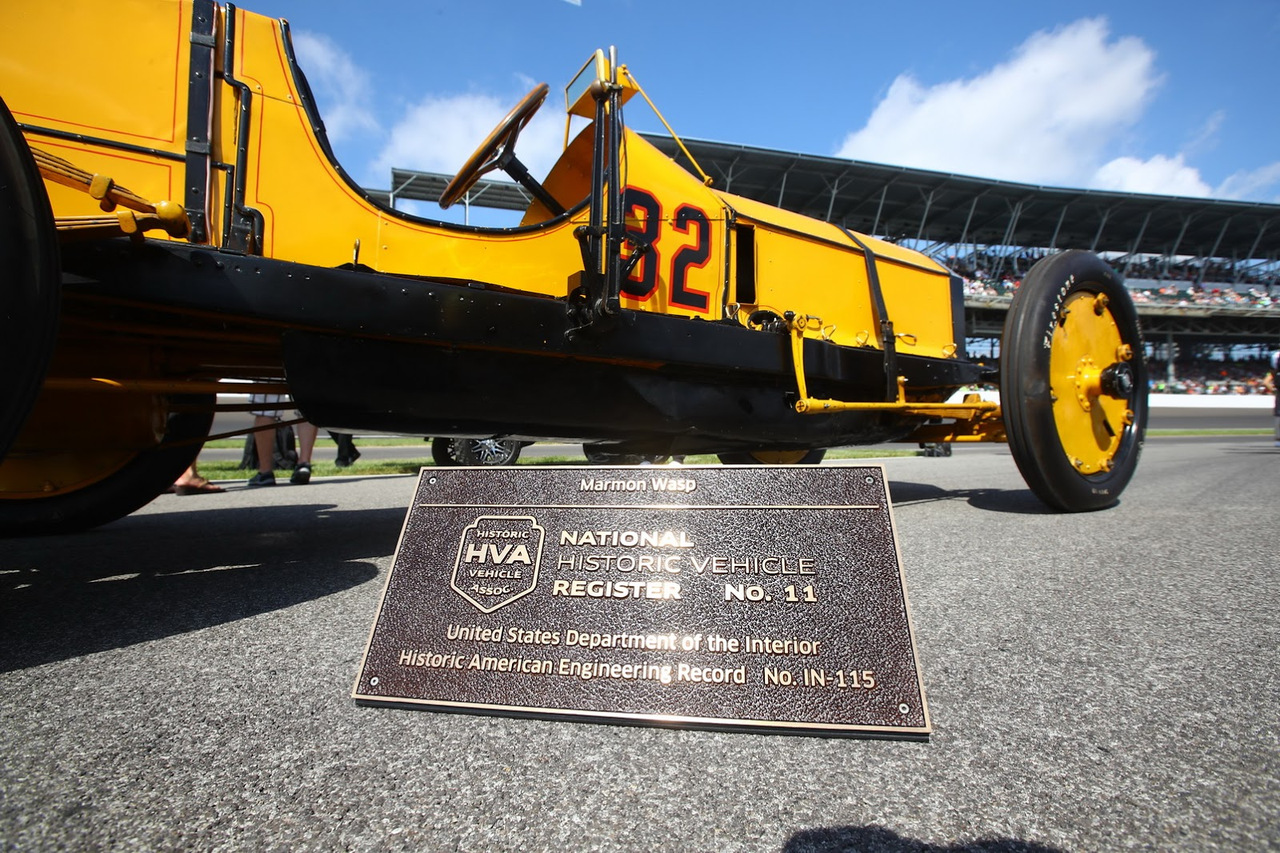 32
Firestone
Marmon Wasp
HISTORIC
HVA
VEHICLE
ASSOC.
NATIONAL
HISTORIC VEHICLE
REGISTER No. 11
United States Department of the Interior
Historic American Engineering Record No. IN-115